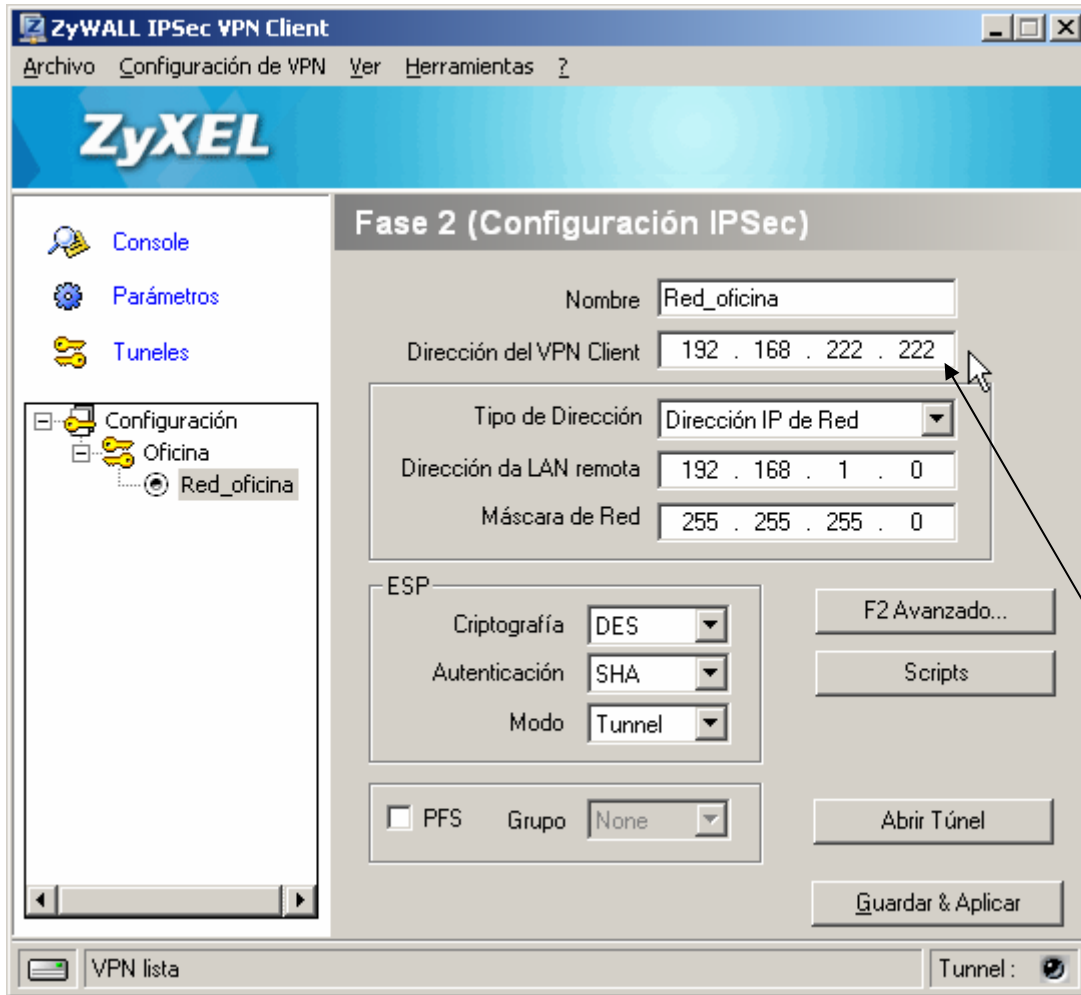 ZyWALL IPSec VPN Client
Archivo Configuración de VPN Ver Herramientas ?
ZyXEL
Console
Parámetros
Tuneles
Configuración
Oficina
Red_oficina
Fase 2 (Configuración IPSec)
Nombre Red_oficina
Dirección del VPN Client 192 . 168 . 222 . 222
Tipo de Dirección Dirección IP de Red
Dirección da LAN remota 192 . 168 . 1 . 0
Máscara de Red 255 . 255 . 255 . 0
ESP
Criptografía DES
Autenticación SHA
Modo Tunnel
F2 Avanzado...
Scripts
PFS Grupo None
Abrir Túnel
Guardar & Aplicar
VPN lista Tunnel :